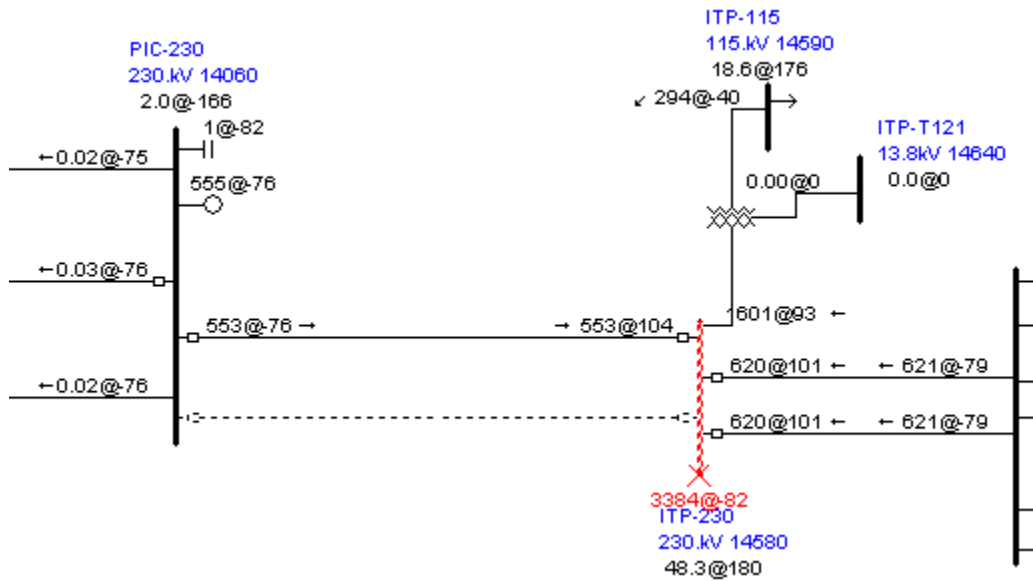 ITP-115
115.kV 14590
18.6@176
PIC-230
230.kV 14060
2.0@-166
↙ 294@-40
1@-82
ITP-T121
13.8kV 14640
0.0@0
←0.02@-75
555@-76
0.00@0
←0.03@-76
553@-76 →
→ 553@104
1601@93 ←
620@101 ←
← 621@-79
←0.02@-76
620@101 ←
← 621@-79
3384@-82
ITP-230
230.kV 14580
48.3@180